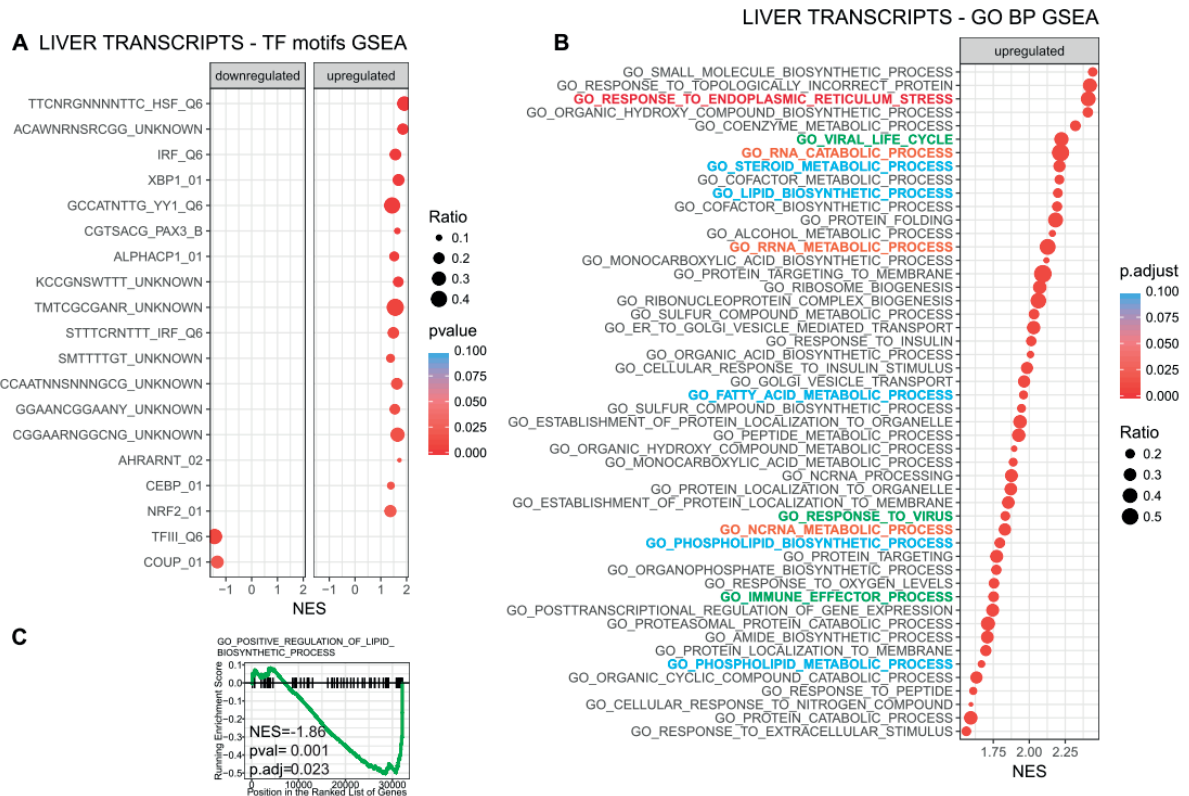 LIVER TRANSCRIPTS - GO BP GSEA
A LIVER TRANSCRIPTS - TF motifs GSEA
downregulated
upregulated
TTCNRGNNNNTTC_HSF_Q6
ACAWNRNSRCGG_UNKNOWN
IRF_Q6
XBP1_01
GCCATNTTG_YY1_Q6
CGTSACG_PAX3_B
ALPHACP1_01
KCCGNSWTTT_UNKNOWN
TMTCGCGANR_UNKNOWN
STTTCRNTTT_IRF_Q6
SMTTTTGT_UNKNOWN
CCAATNNSNNNGCG_UNKNOWN
GGAANCGGAANY_UNKNOWN
CGGAARNGGCNG_UNKNOWN
AHRARNT_02
CEBP_01
NRF2_01
TFIII_Q6
COUP_01
−1 0 1 2 −1 0 1 2
NES
Ratio
0.1
0.2
0.3
0.4
pvalue
0.100
0.075
0.050
0.025
0.000
B
upregulated
GO_SMALL_MOLECULE_BIOSYNTHETIC_PROCESS
GO_RESPONSE_TO_TOPOLOGICALLY_INCORRECT_PROTEIN
GO_RESPONSE_TO_ENDOPLASMIC_RETICULUM_STRESS
GO_ORGANIC_HYDROXY_COMPOUND_BIOSYNTHETIC_PROCESS
GO_COENZYME_METABOLIC_PROCESS
GO_VIRAL_LIFE_CYCLE
GO_RNA_CATABOLIC_PROCESS
GO_STEROID_METABOLIC_PROCESS
GO_COFACTOR_METABOLIC_PROCESS
GO_LIPID_BIOSYNTHETIC_PROCESS
GO_COFACTOR_BIOSYNTHETIC_PROCESS
GO_PROTEIN_FOLDING
GO_ALCOHOL_METABOLIC_PROCESS
GO_RRNA_METABOLIC_PROCESS
GO_MONOCARBOXYLIC_ACID_BIOSYNTHETIC_PROCESS
GO_PROTEIN_TARGETING_TO_MEMBRANE
GO_RIBOSOME_BIOGENESIS
GO_RIBONUCLEOPROTEIN_COMPLEX_BIOGENESIS
GO_SULFUR_COMPOUND_METABOLIC_PROCESS
GO_ER_TO_GOLGI_VESICLE_MEDIATED_TRANSPORT
GO_RESPONSE_TO_INSULIN
GO_ORGANIC_ACID_BIOSYNTHETIC_PROCESS
GO_CELLULAR_RESPONSE_TO_INSULIN_STIMULUS
GO_GOLGI_VESICLE_TRANSPORT
GO_FATTY_ACID_METABOLIC_PROCESS
GO_SULFUR_COMPOUND_BIOSYNTHETIC_PROCESS
GO_ESTABLISHMENT_OF_PROTEIN_LOCALIZATION_TO_ORGANELLE
GO_PEPTIDE_METABOLIC_PROCESS
GO_ORGANIC_HYDROXY_COMPOUND_METABOLIC_PROCESS
GO_MONOCARBOXYLIC_ACID_METABOLIC_PROCESS
GO_NCRNA_PROCESSING
GO_PROTEIN_LOCALIZATION_TO_ORGANELLE
GO_ESTABLISHMENT_OF_PROTEIN_LOCALIZATION_TO_MEMBRANE
GO_RESPONSE_TO_VIRUS
GO_NCRNA_METABOLIC_PROCESS
GO_PHOSPHOLIPID_BIOSYNTHETIC_PROCESS
GO_PROTEIN_TARGETING
GO_ORGANOPHOSPHATE_BIOSYNTHETIC_PROCESS
GO_RESPONSE_TO_OXYGEN_LEVELS
GO_IMMUNE_EFFECTOR_PROCESS
GO_POSTTRANSCRIPTIONAL_REGULATION_OF_GENE_EXPRESSION
GO_PROTEASOMAL_PROTEIN_CATABOLIC_PROCESS
GO_AMIDE_BIOSYNTHETIC_PROCESS
GO_PROTEIN_LOCALIZATION_TO_MEMBRANE
GO_PHOSPHOLIPID_METABOLIC_PROCESS
GO_ORGANIC_CYCLIC_COMPOUND_CATABOLIC_PROCESS
GO_RESPONSE_TO_PEPTIDE
GO_CELLULAR_RESPONSE_TO_NITROGEN_COMPOUND
GO_PROTEIN_CATABOLIC_PROCESS
GO_RESPONSE_TO_EXTRACELLULAR_STIMULUS
1.75 2.00 2.25
NES
p.adjust
0.100
0.075
0.050
0.025
0.000
Ratio
0.2
0.3
0.4
0.5
C
GO_POSITIVE_REGULATION_OF_LIPID_
BIOSYNTHETIC_PROCESS
Running Enrichment Score
0.1
0.0
−0.1
−0.2
−0.3
−0.4
−0.5
NES=-1.86
pval= 0.001
p.adj=0.023
0 10000 20000 30000
Position in the Ranked List of Genes